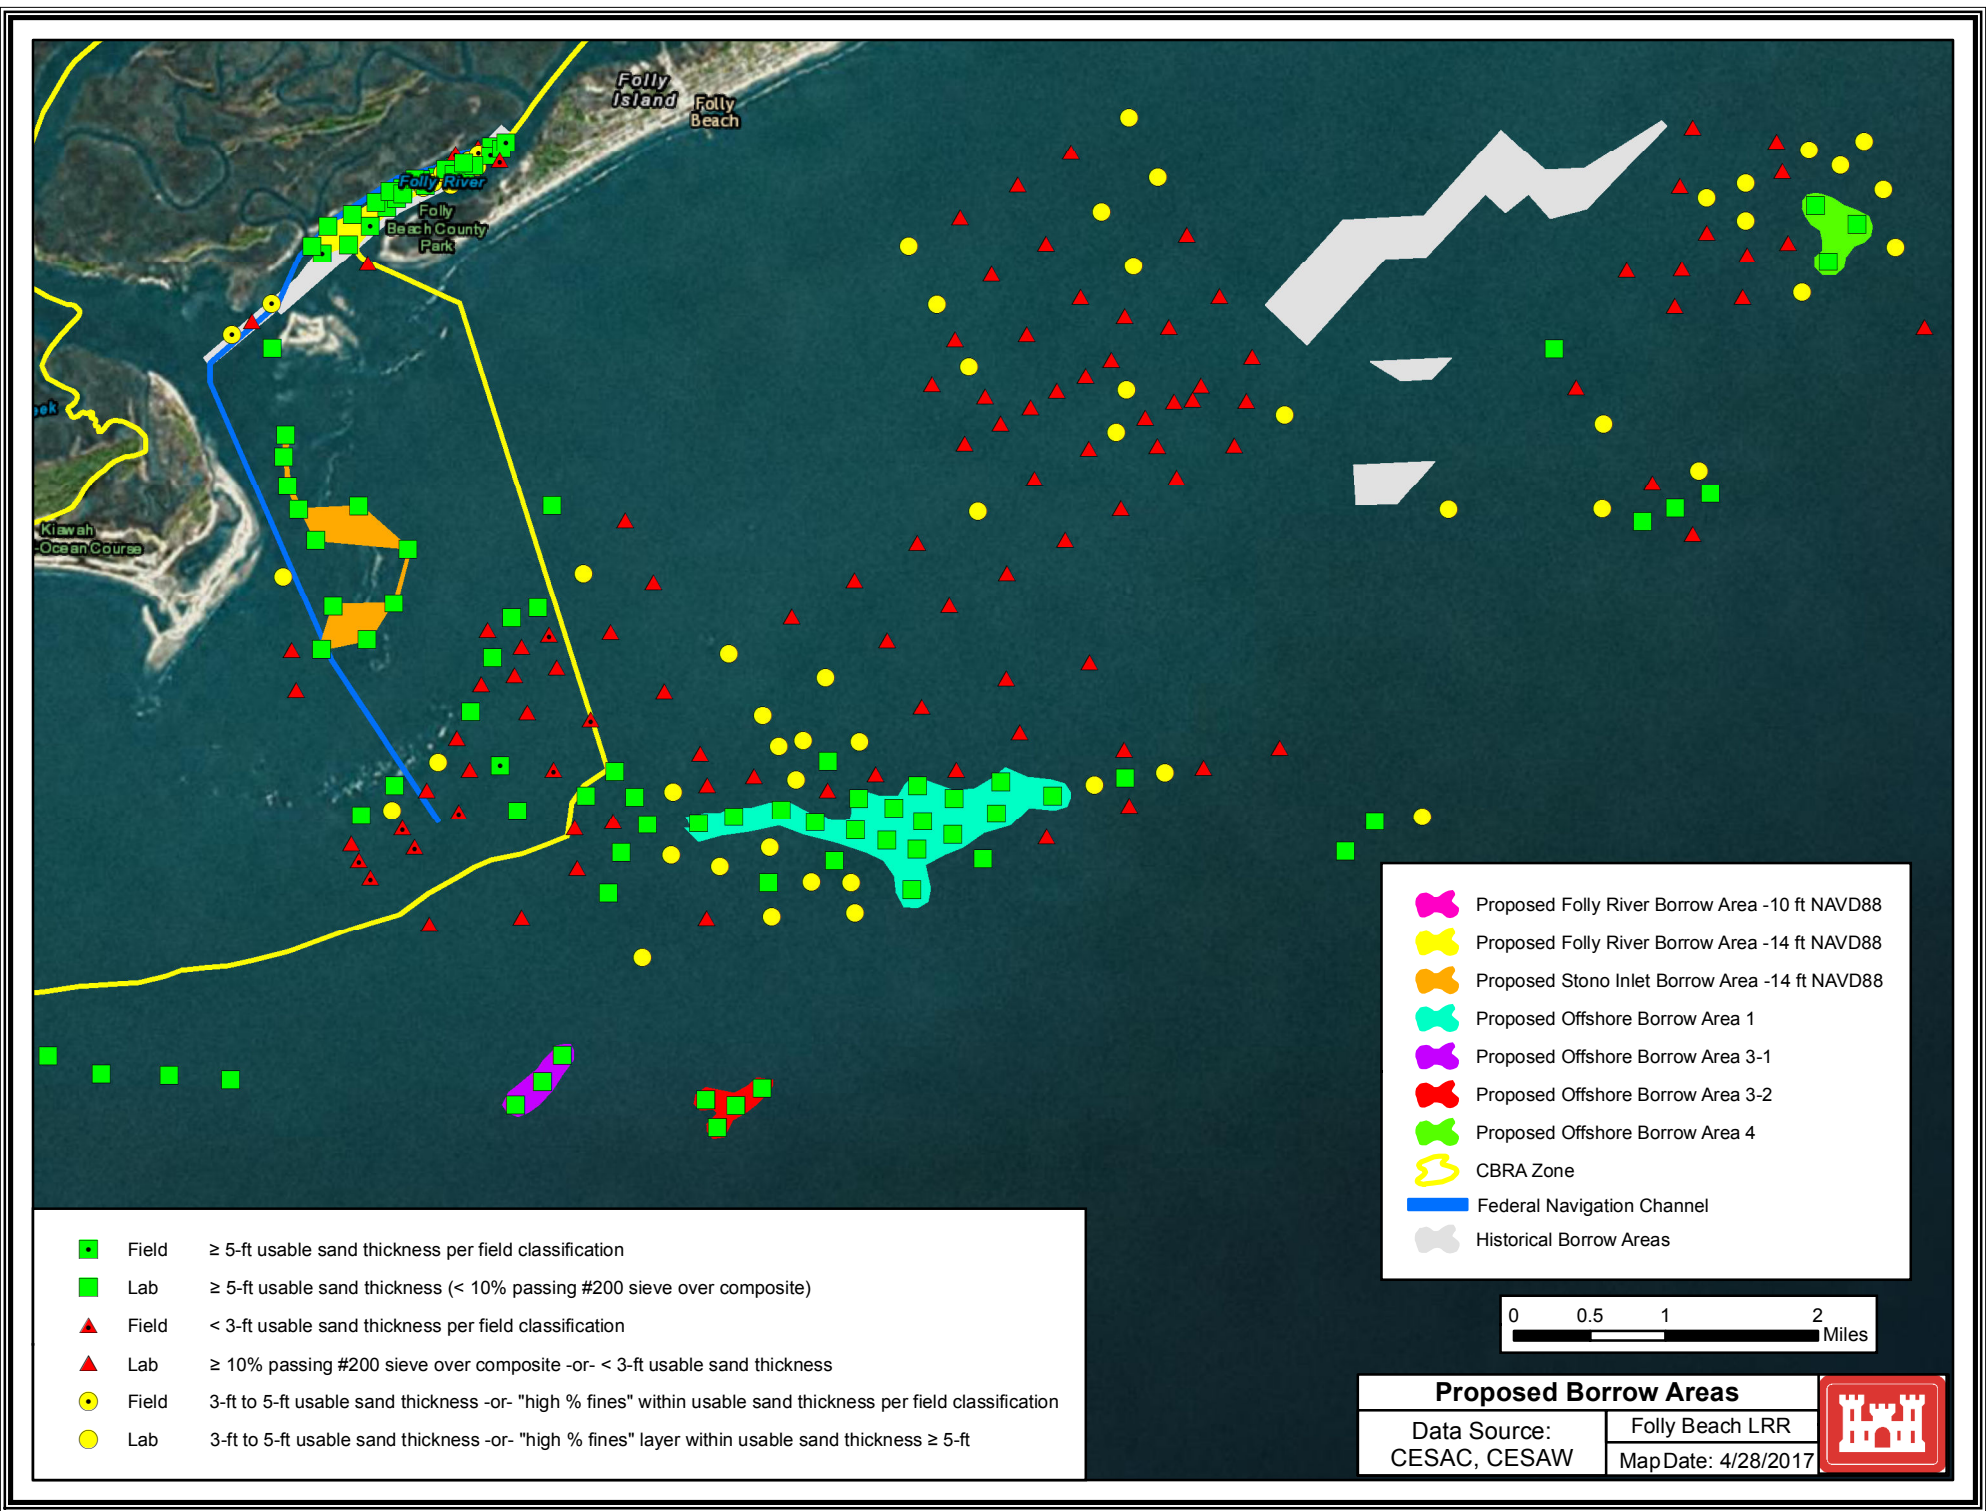 Folly
Island
Folly
Beach
Folly River
Folly
Beach County
Park
eek
Kiawah
-Ocean Course
Proposed Folly River Borrow Area -10 ft NAVD88
Proposed Folly River Borrow Area -14 ft NAVD88
Proposed Stono Inlet Borrow Area -14 ft NAVD88
Proposed Offshore Borrow Area 1
Proposed Offshore Borrow Area 3-1
Proposed Offshore Borrow Area 3-2
Proposed Offshore Borrow Area 4
CBRA Zone
Federal Navigation Channel
Historical Borrow Areas
Field ≥ 5-ft usable sand thickness per field classification
Lab ≥ 5-ft usable sand thickness (< 10% passing #200 sieve over composite)
Field < 3-ft usable sand thickness per field classification
Lab ≥ 10% passing #200 sieve over composite -or- < 3-ft usable sand thickness
Field 3-ft to 5-ft usable sand thickness -or- "high % fines" within usable sand thickness per field classification
Lab 3-ft to 5-ft usable sand thickness -or- "high % fines" layer within usable sand thickness ≥ 5-ft
0 0.5 1 2
Miles
Proposed Borrow Areas
Data Source:
CESAC, CESAW
Folly Beach LRR
Map Date: 4/28/2017